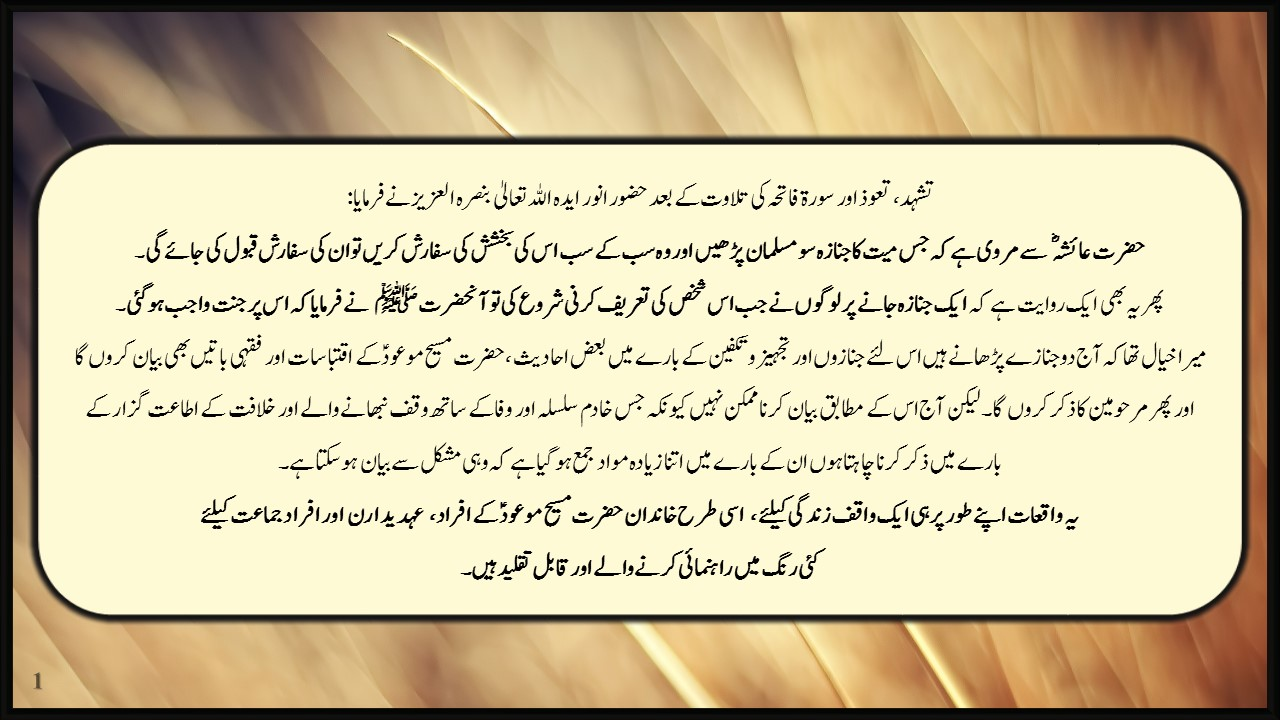 تشہد، تعوذ اور سورۃ فاتحہ کی تلاوت کے بعد حضور انور ایدہ اللہ تعالیٰ بنصرہ العزیز نے فرمایا:
حضرت عائشہؓ سے مروی ہے کہ جس میت کا جنازہ سو مسلمان پڑھیں اور وہ سب کے سب اس کی بخشش کی سفارش کریں تو ان کی سفارش قبول کی جائے گی۔
پھر یہ بھی ایک روایت ہے کہ ایک جنازہ جانے پر لوگوں نے جب اس شخص کی تعریف کرنی شروع کی تو آنحضرت ﷺ نے فرمایا کہ اس پر جنت واجب ہوگئی۔
میرا خیال تھا کہ آج دو جنازے پڑھانے ہیں اس لئے جنازوں اور تجہیز و تکفین کے بارے میں بعض احادیث ،حضرت مسیح موعودؑ کے اقتباسات اور فقہی باتیں بھی بیان کروں گا
اور پھر مرحومین کا ذکر کروں گا۔ لیکن آج اس کے مطابق بیان کرنا ممکن نہیں کیونکہ جس خادم سلسلہ اور وفا کے ساتھ وقف نبھانے والے اور خلافت کے اطاعت گزار کے
بارے میں ذکر کرنا چاہتا ہوں ان کے بارے میں اتنا زیادہ مواد جمع ہو گیا ہے کہ وہی مشکل سے بیان ہو سکتا ہے۔
یہ واقعات اپنے طور پر ہی ایک واقف زندگی کیلئے، اسی طرح خاندان حضرت مسیح موعودؑ کے افراد، عہدیدارن اور افراد جماعت کیلئے
کئی رنگ میں راہنمائی کرنے والے اور قابل تقلید ہیں۔
1